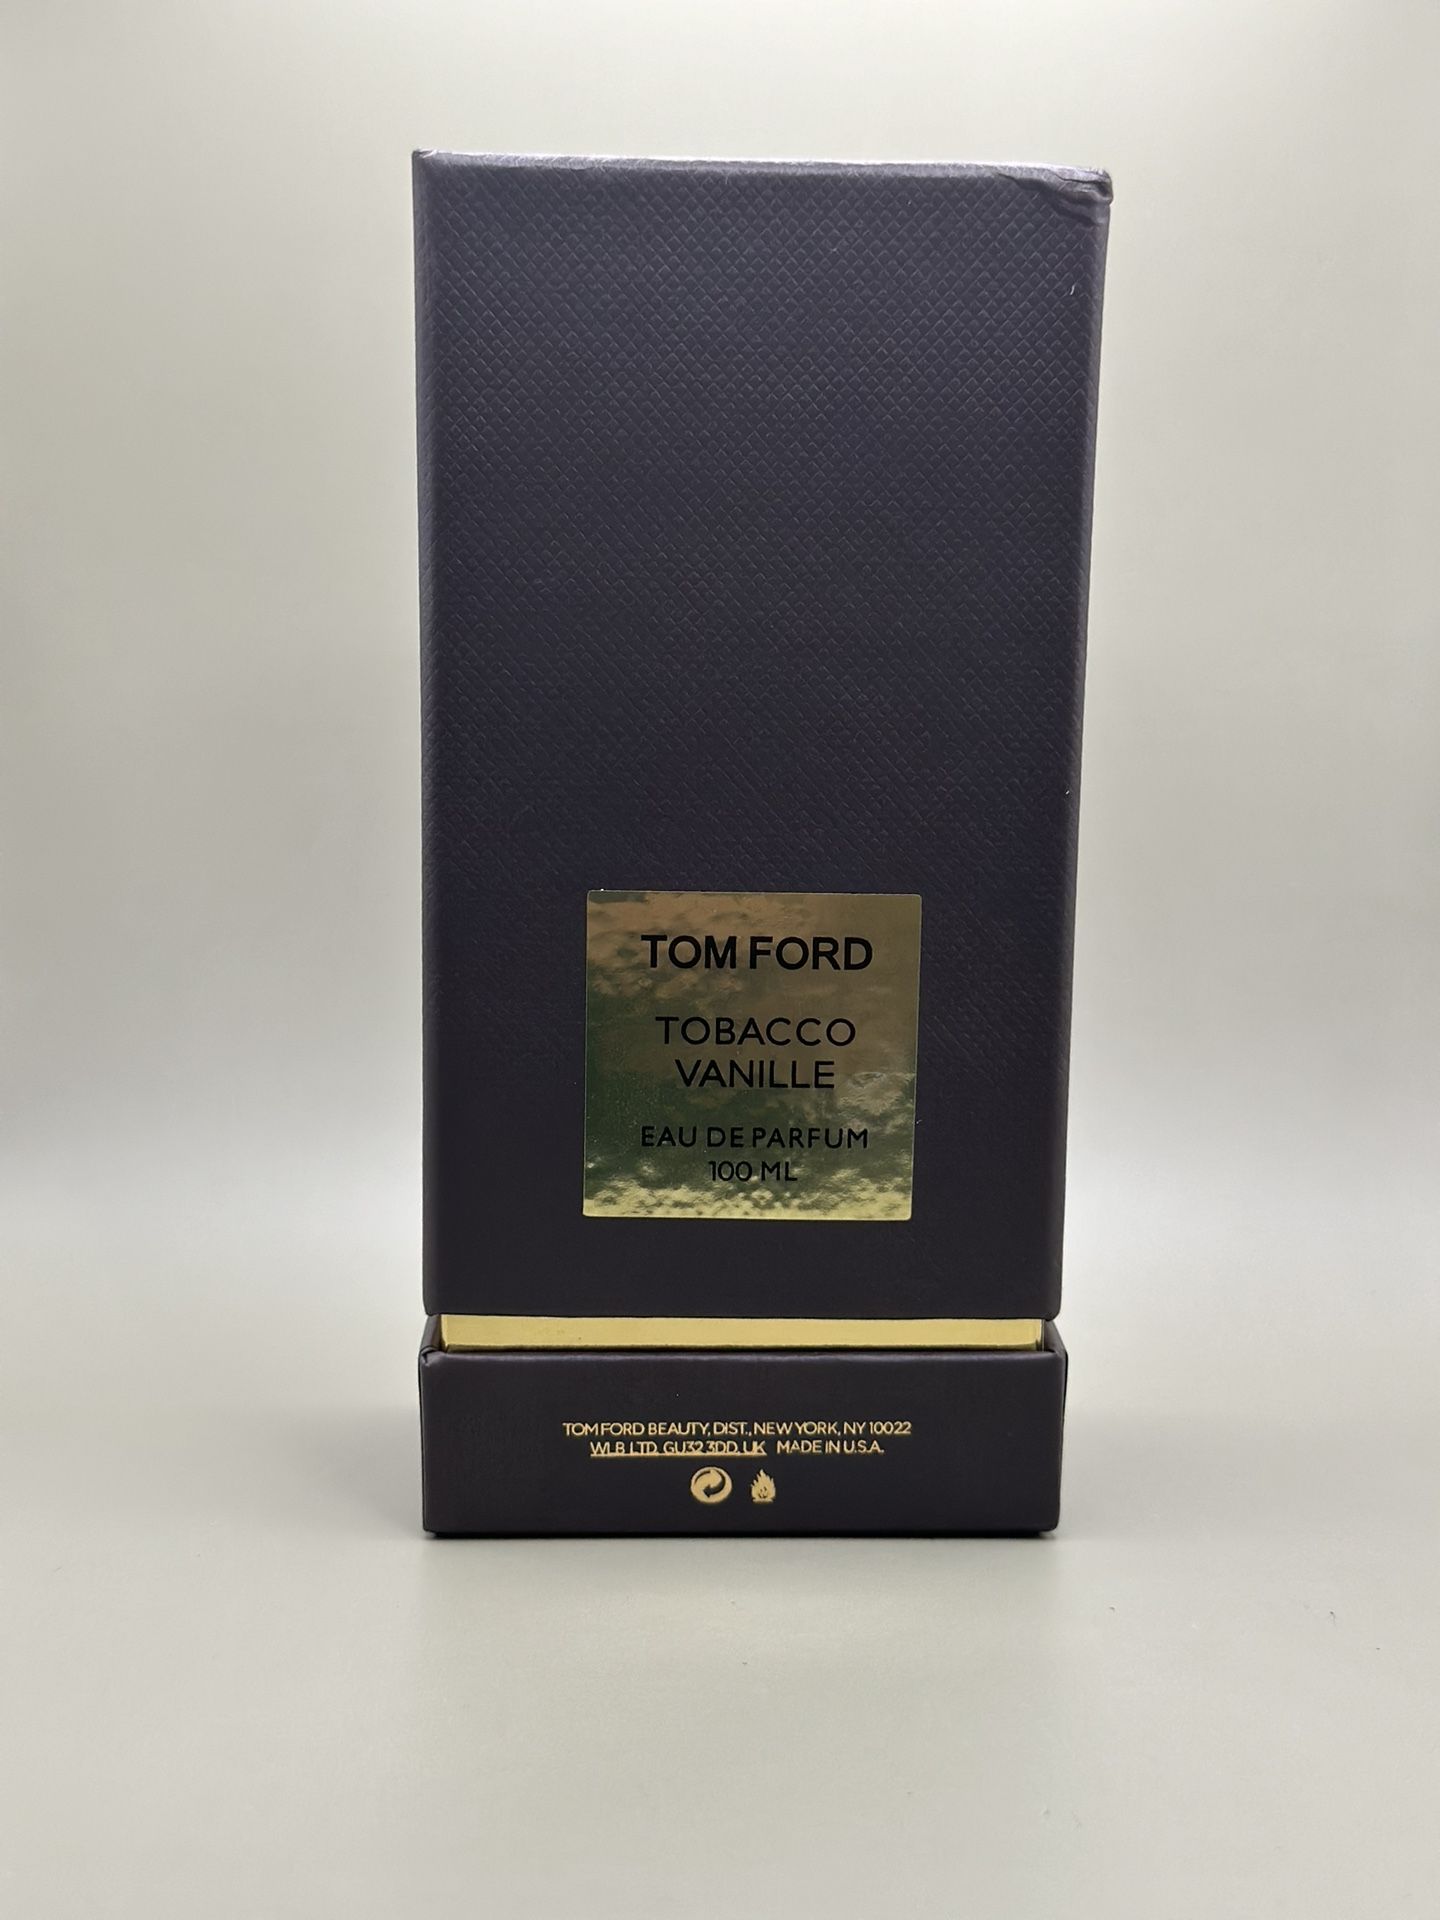 TOM FORD
TOBACCO
VANILLE
EAU DE PARFUM
100 ML
TOM FORD BEAUTY, DIST., NEW YORK, NY 10022
WLB LTD. GU32 3DD, UK MADE IN U.S.A.